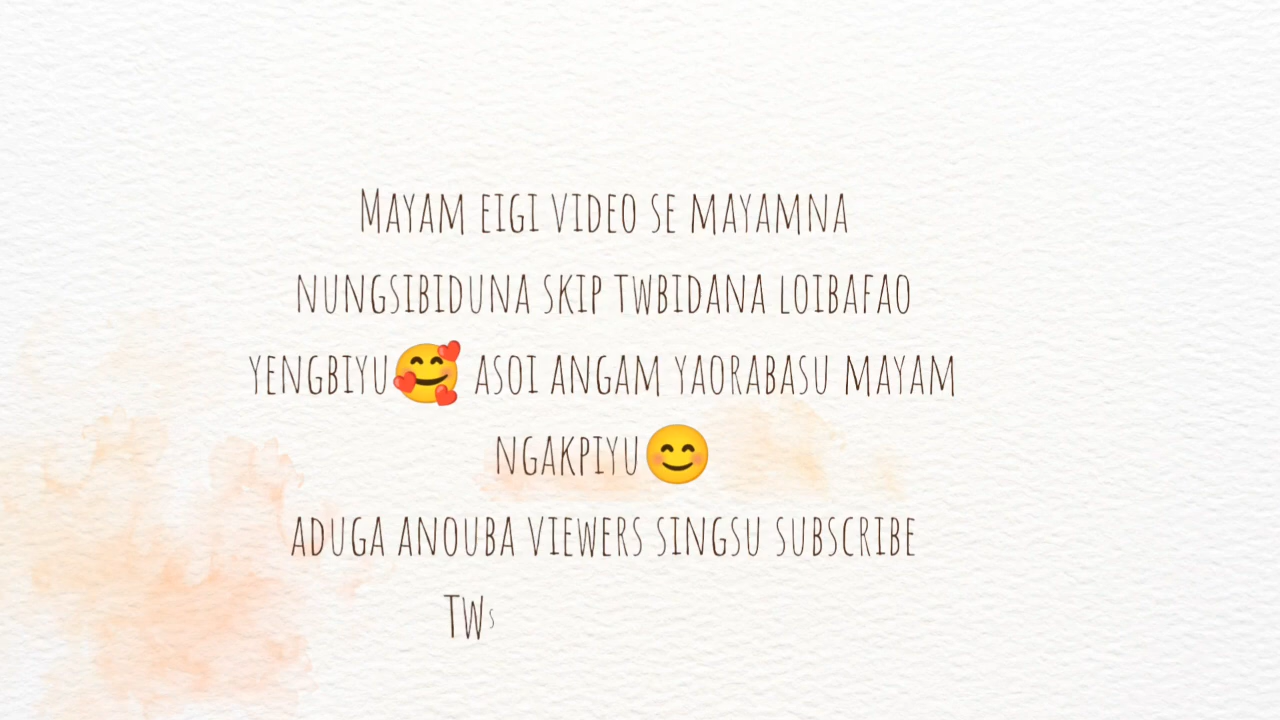 Mayam eigi video se mayamna
nungsibiduna skip twbidana loibafao
yengbiyu🥰 asoi angam yaorabasu mayam
ngakpiyu😊
aduga anouba viewers singsu subscribe
tws